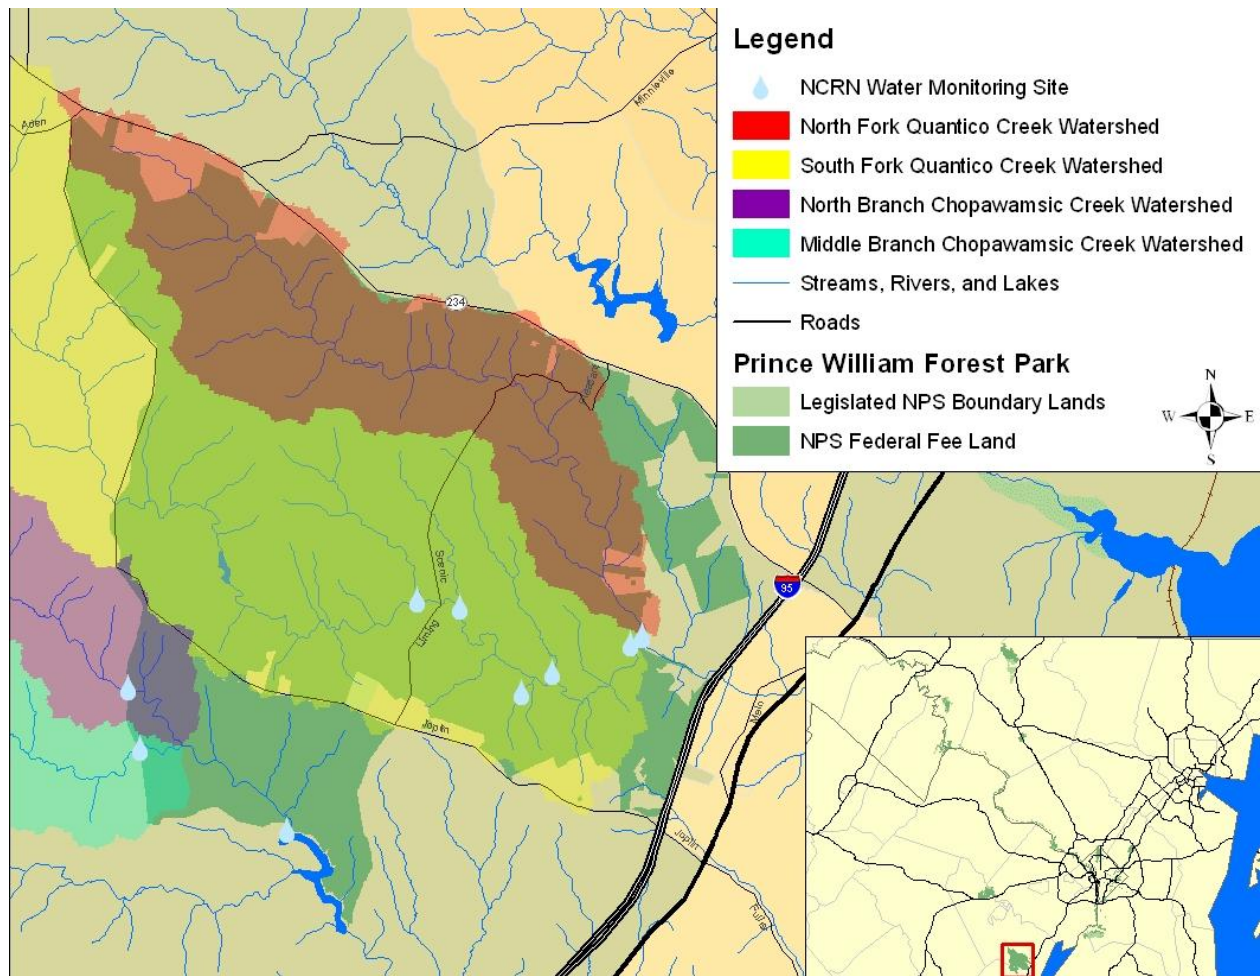 Legend
NCRN Water Monitoring Site
North Fork Quantico Creek Watershed
South Fork Quantico Creek Watershed
North Branch Chopawamsic Creek Watershed
Middle Branch Chopawamsic Creek Watershed
Streams, Rivers, and Lakes
Roads
Prince William Forest Park
Legislated NPS Boundary Lands
NPS Federal Fee Land
N
W
E
S
Minnieville
Aden
234
Scenic
Liming
95
Joplin
Joplin
Fuller